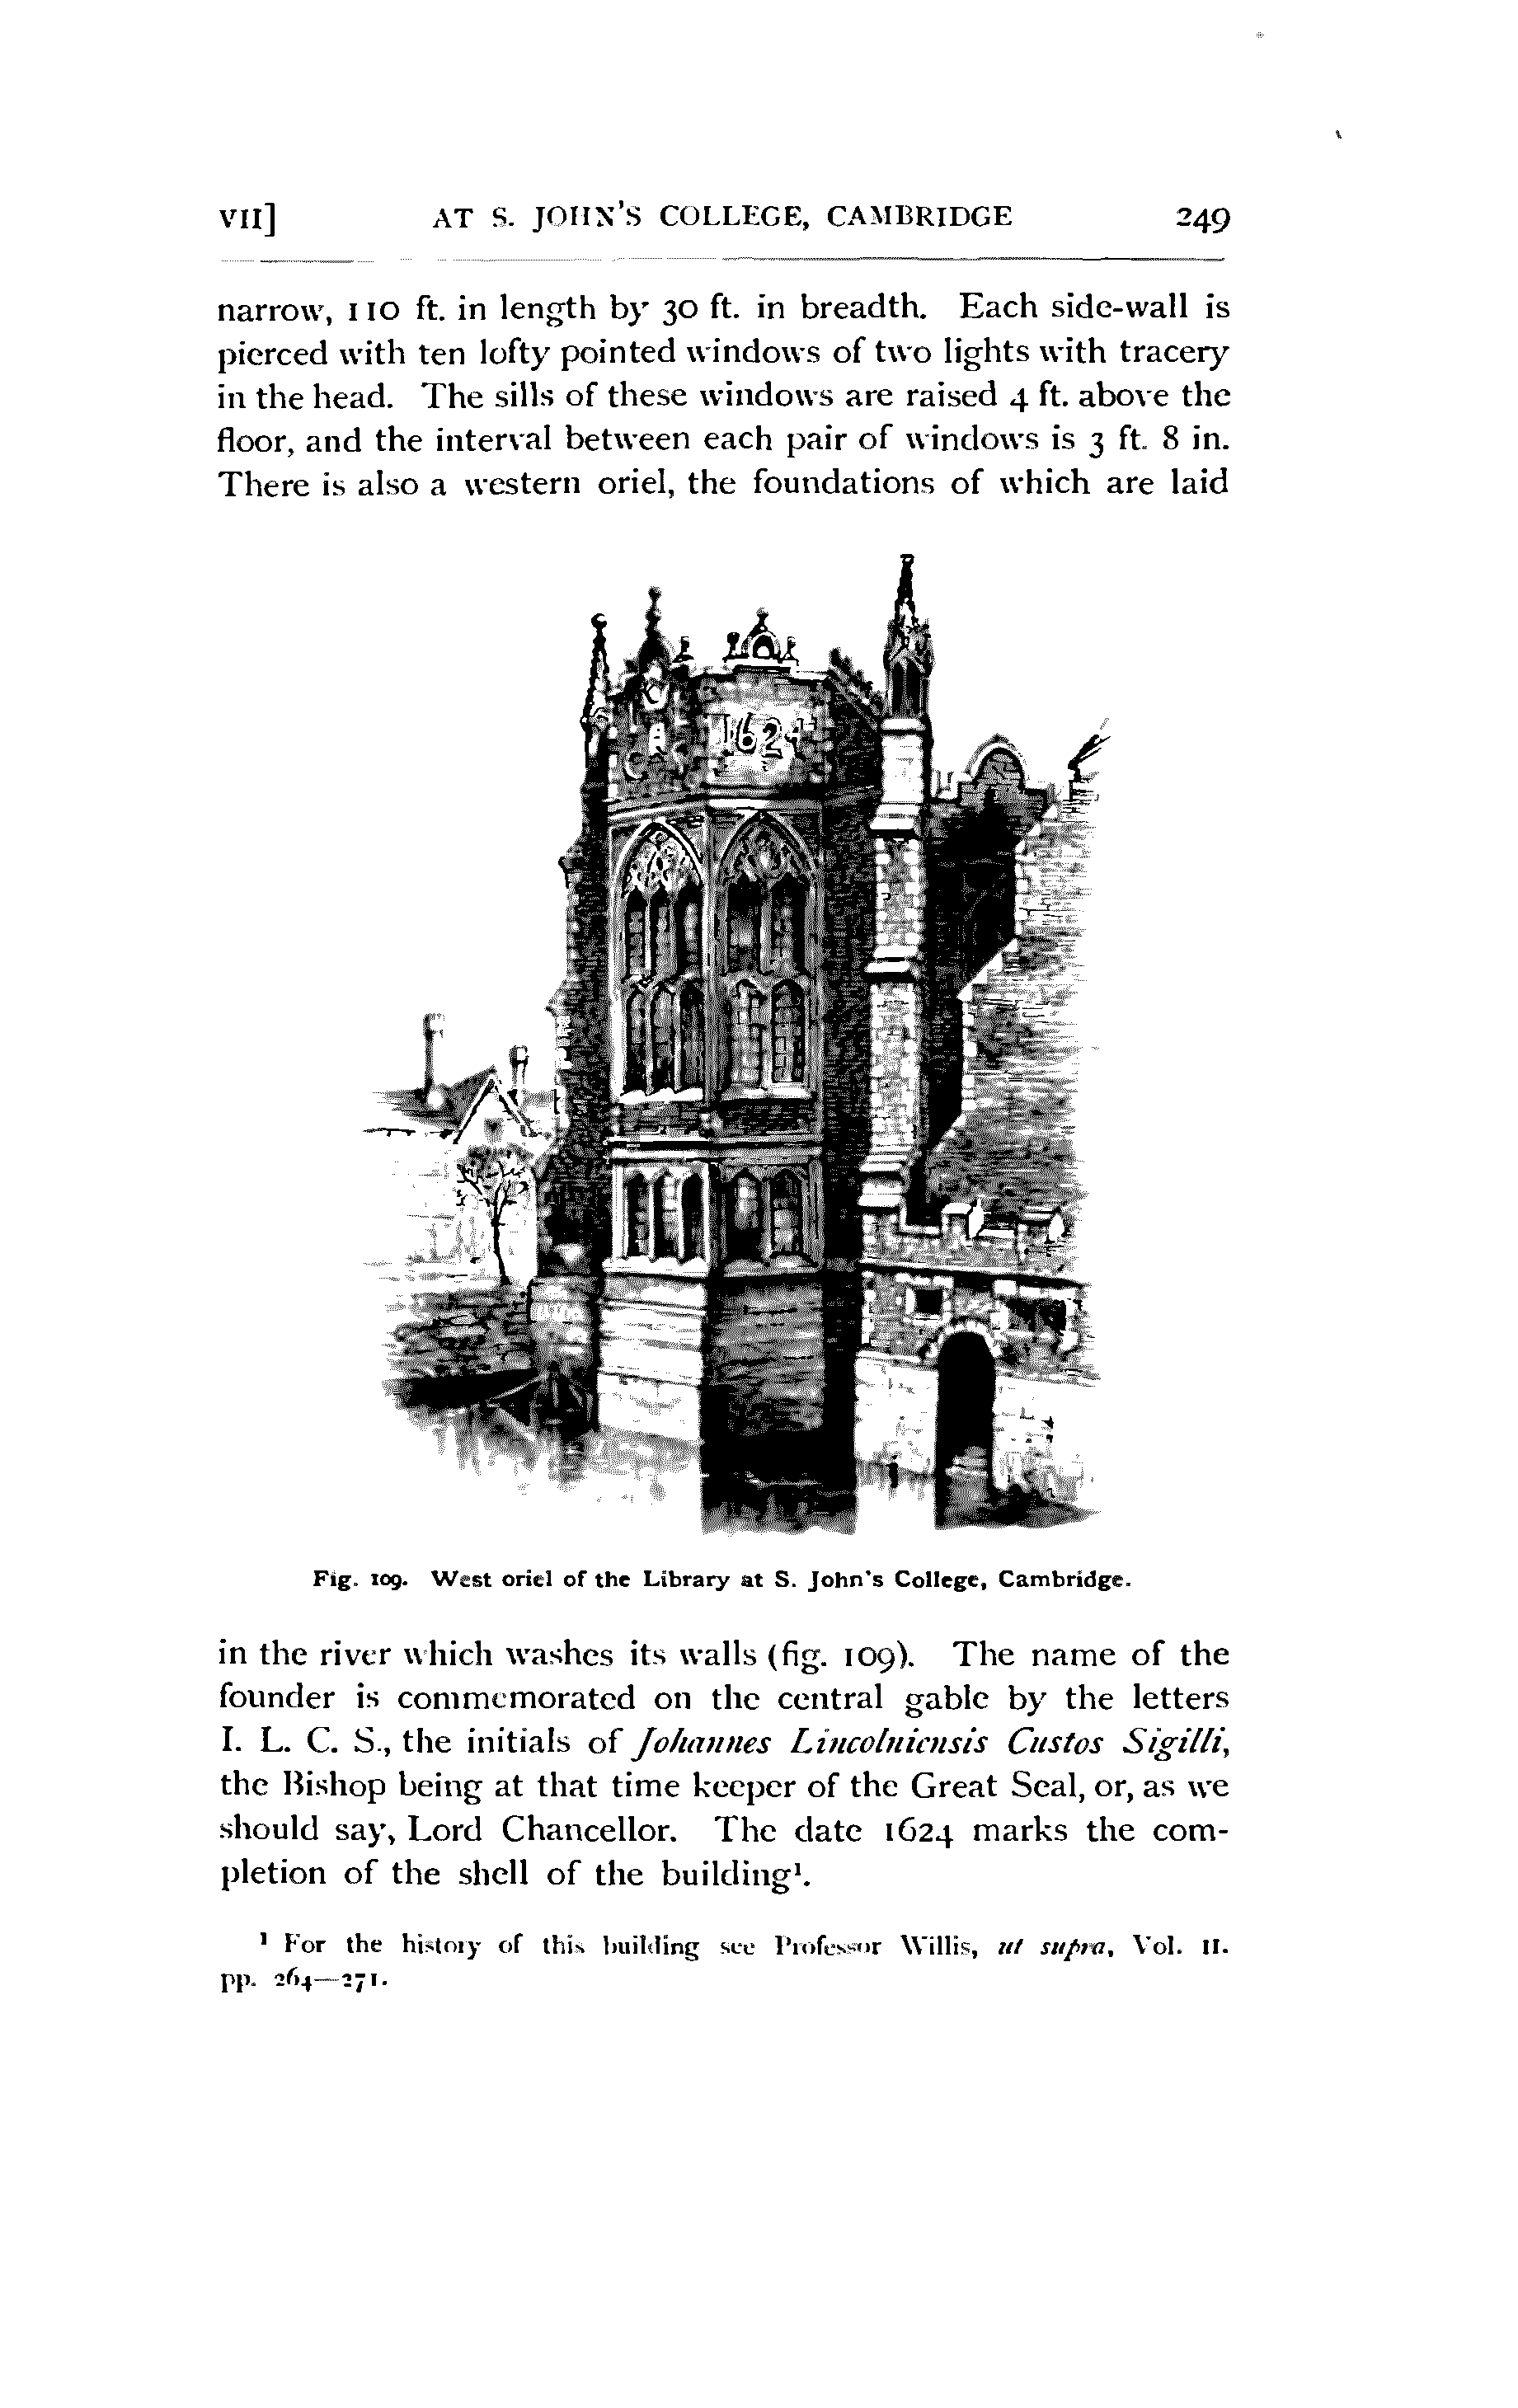 VII] AT S. JOHN'S COLLEGE, CAMBRIDGE 249
narrow, 110 ft. in length by 30 ft. in breadth. Each side-wall is
pierced with ten lofty pointed windows of two lights with tracery
in the head. The sills of these windows are raised 4 ft. above the
floor, and the interval between each pair of windows is 3 ft. 8 in.
There is also a western oriel, the foundations of which are laid
1624
Fig. 109. West oriel of the Library at S. John's College, Cambridge.
in the river which washes its walls (fig. 109). The name of the
founder is commemorated on the central gable by the letters
I. L. C. S., the initials of Johannes Lincolniensis Custos Sigilli,
the Bishop being at that time keeper of the Great Seal, or, as we
should say, Lord Chancellor. The date 1624 marks the com-
pletion of the shell of the building¹.
¹ For the history of this building see Professor Willis, ut supra, Vol. II.
pp. 264—271.